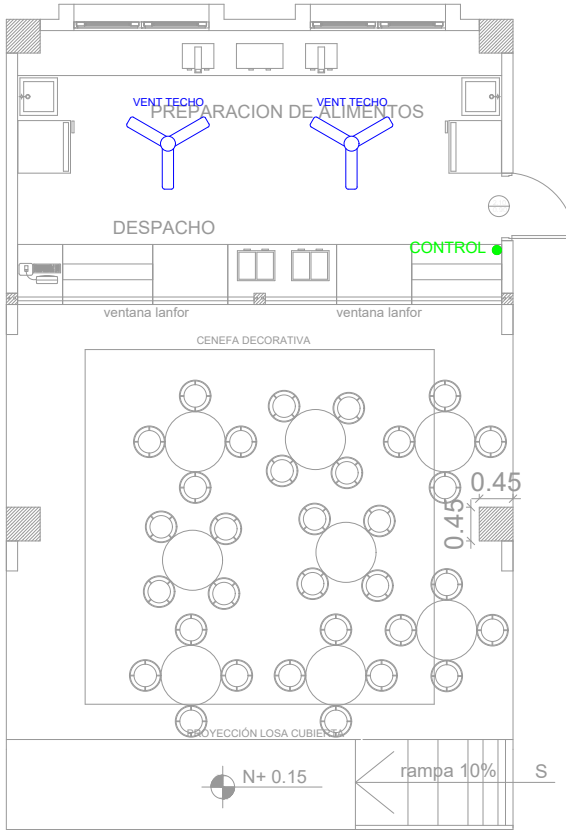 VENT TECHO
VENT TECHO
PREPARACION DE ALIMENTOS
DESPACHO
CONTROL
ventana lanfor
ventana lanfor
CENEFA DECORATIVA
0.45
0.45
PROYECCIÓN LOSA CUBIERTA
N+ 0.15
rampa 10%
S